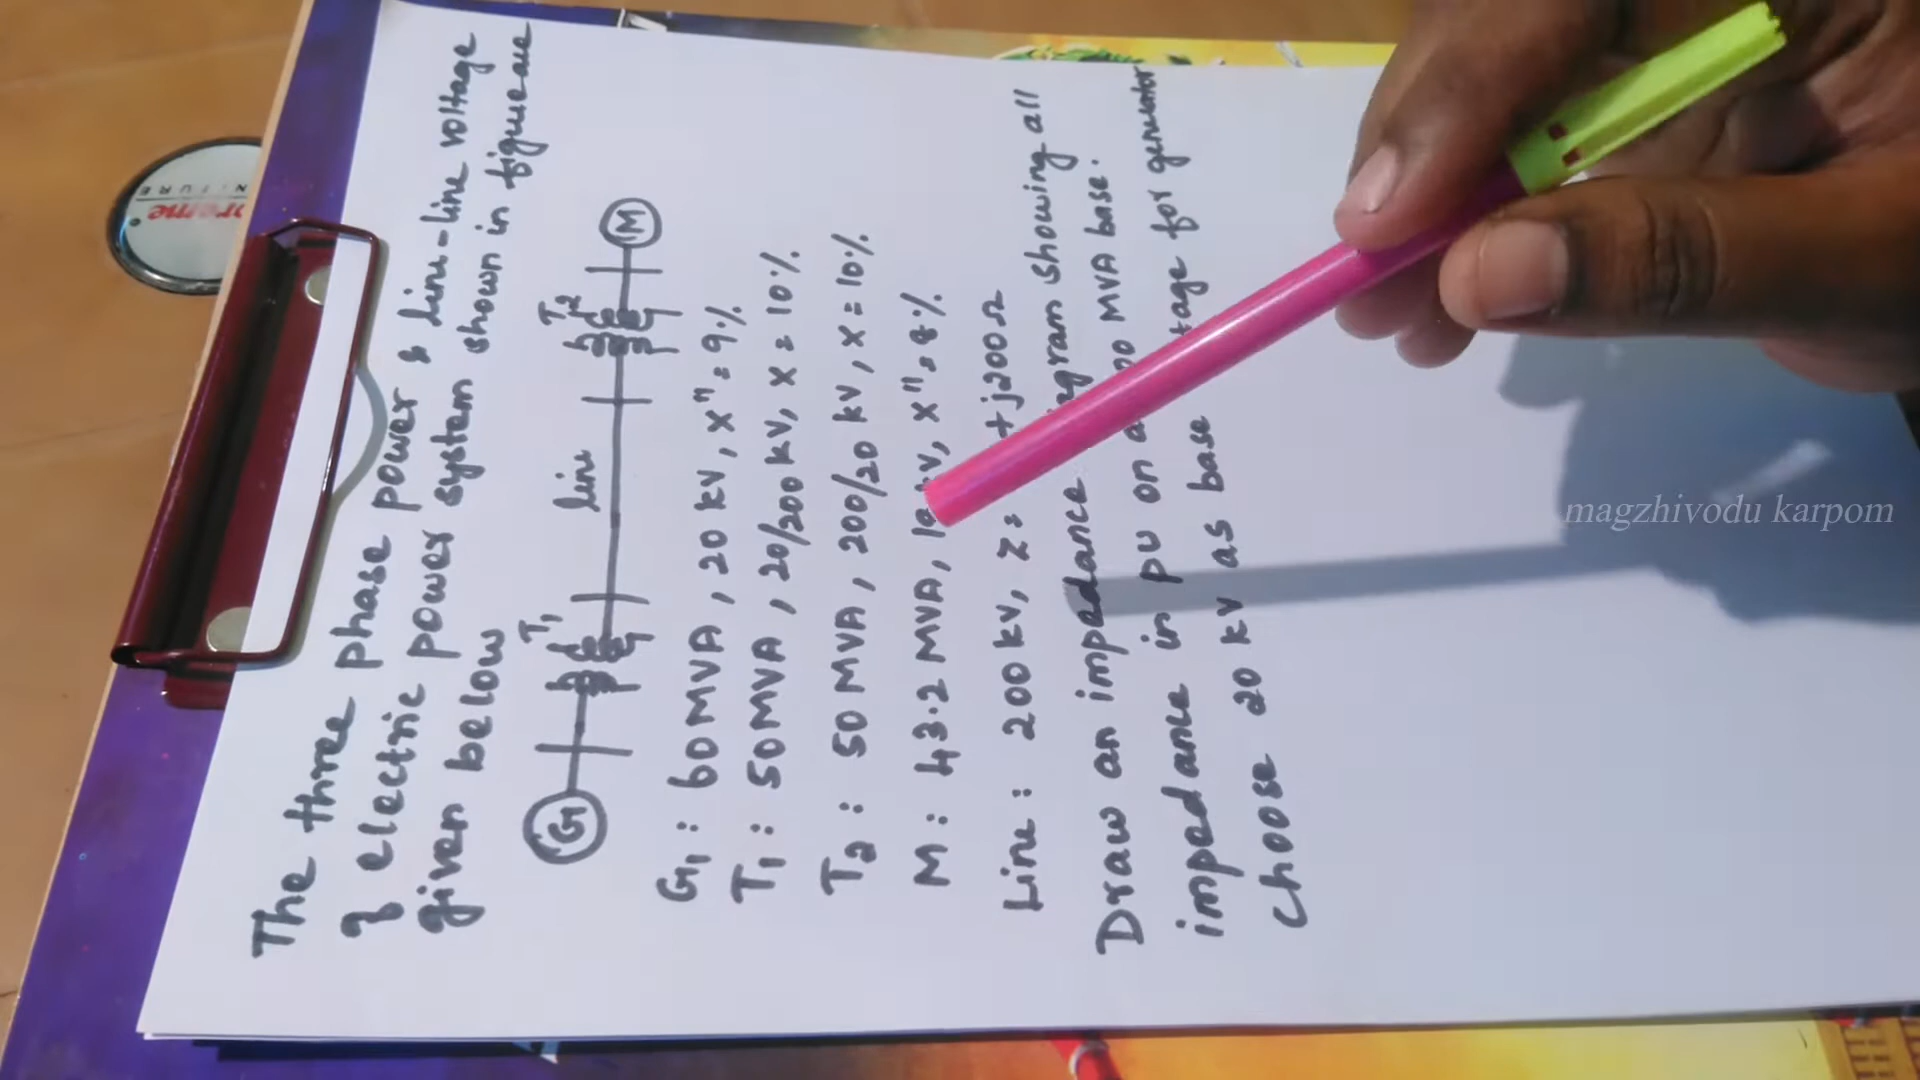 The three phase power & line-line voltage
of electric power system shown in figure are
given below
G1 line T1 T2 M
G1 : 60 MVA, 20 kV, x" = 9%
T1 : 50 MVA, 20/200 kV, x = 10%
T2 : 50 MVA, 200/20 kV, x = 10%
M : 43.2 MVA, x" = 8%
Line : 200 kV, z = +j200Ω
Draw an impedance showing all
impedance in pu on MVA base.
choose 20 kV as base for generator
magzhivodu karpom